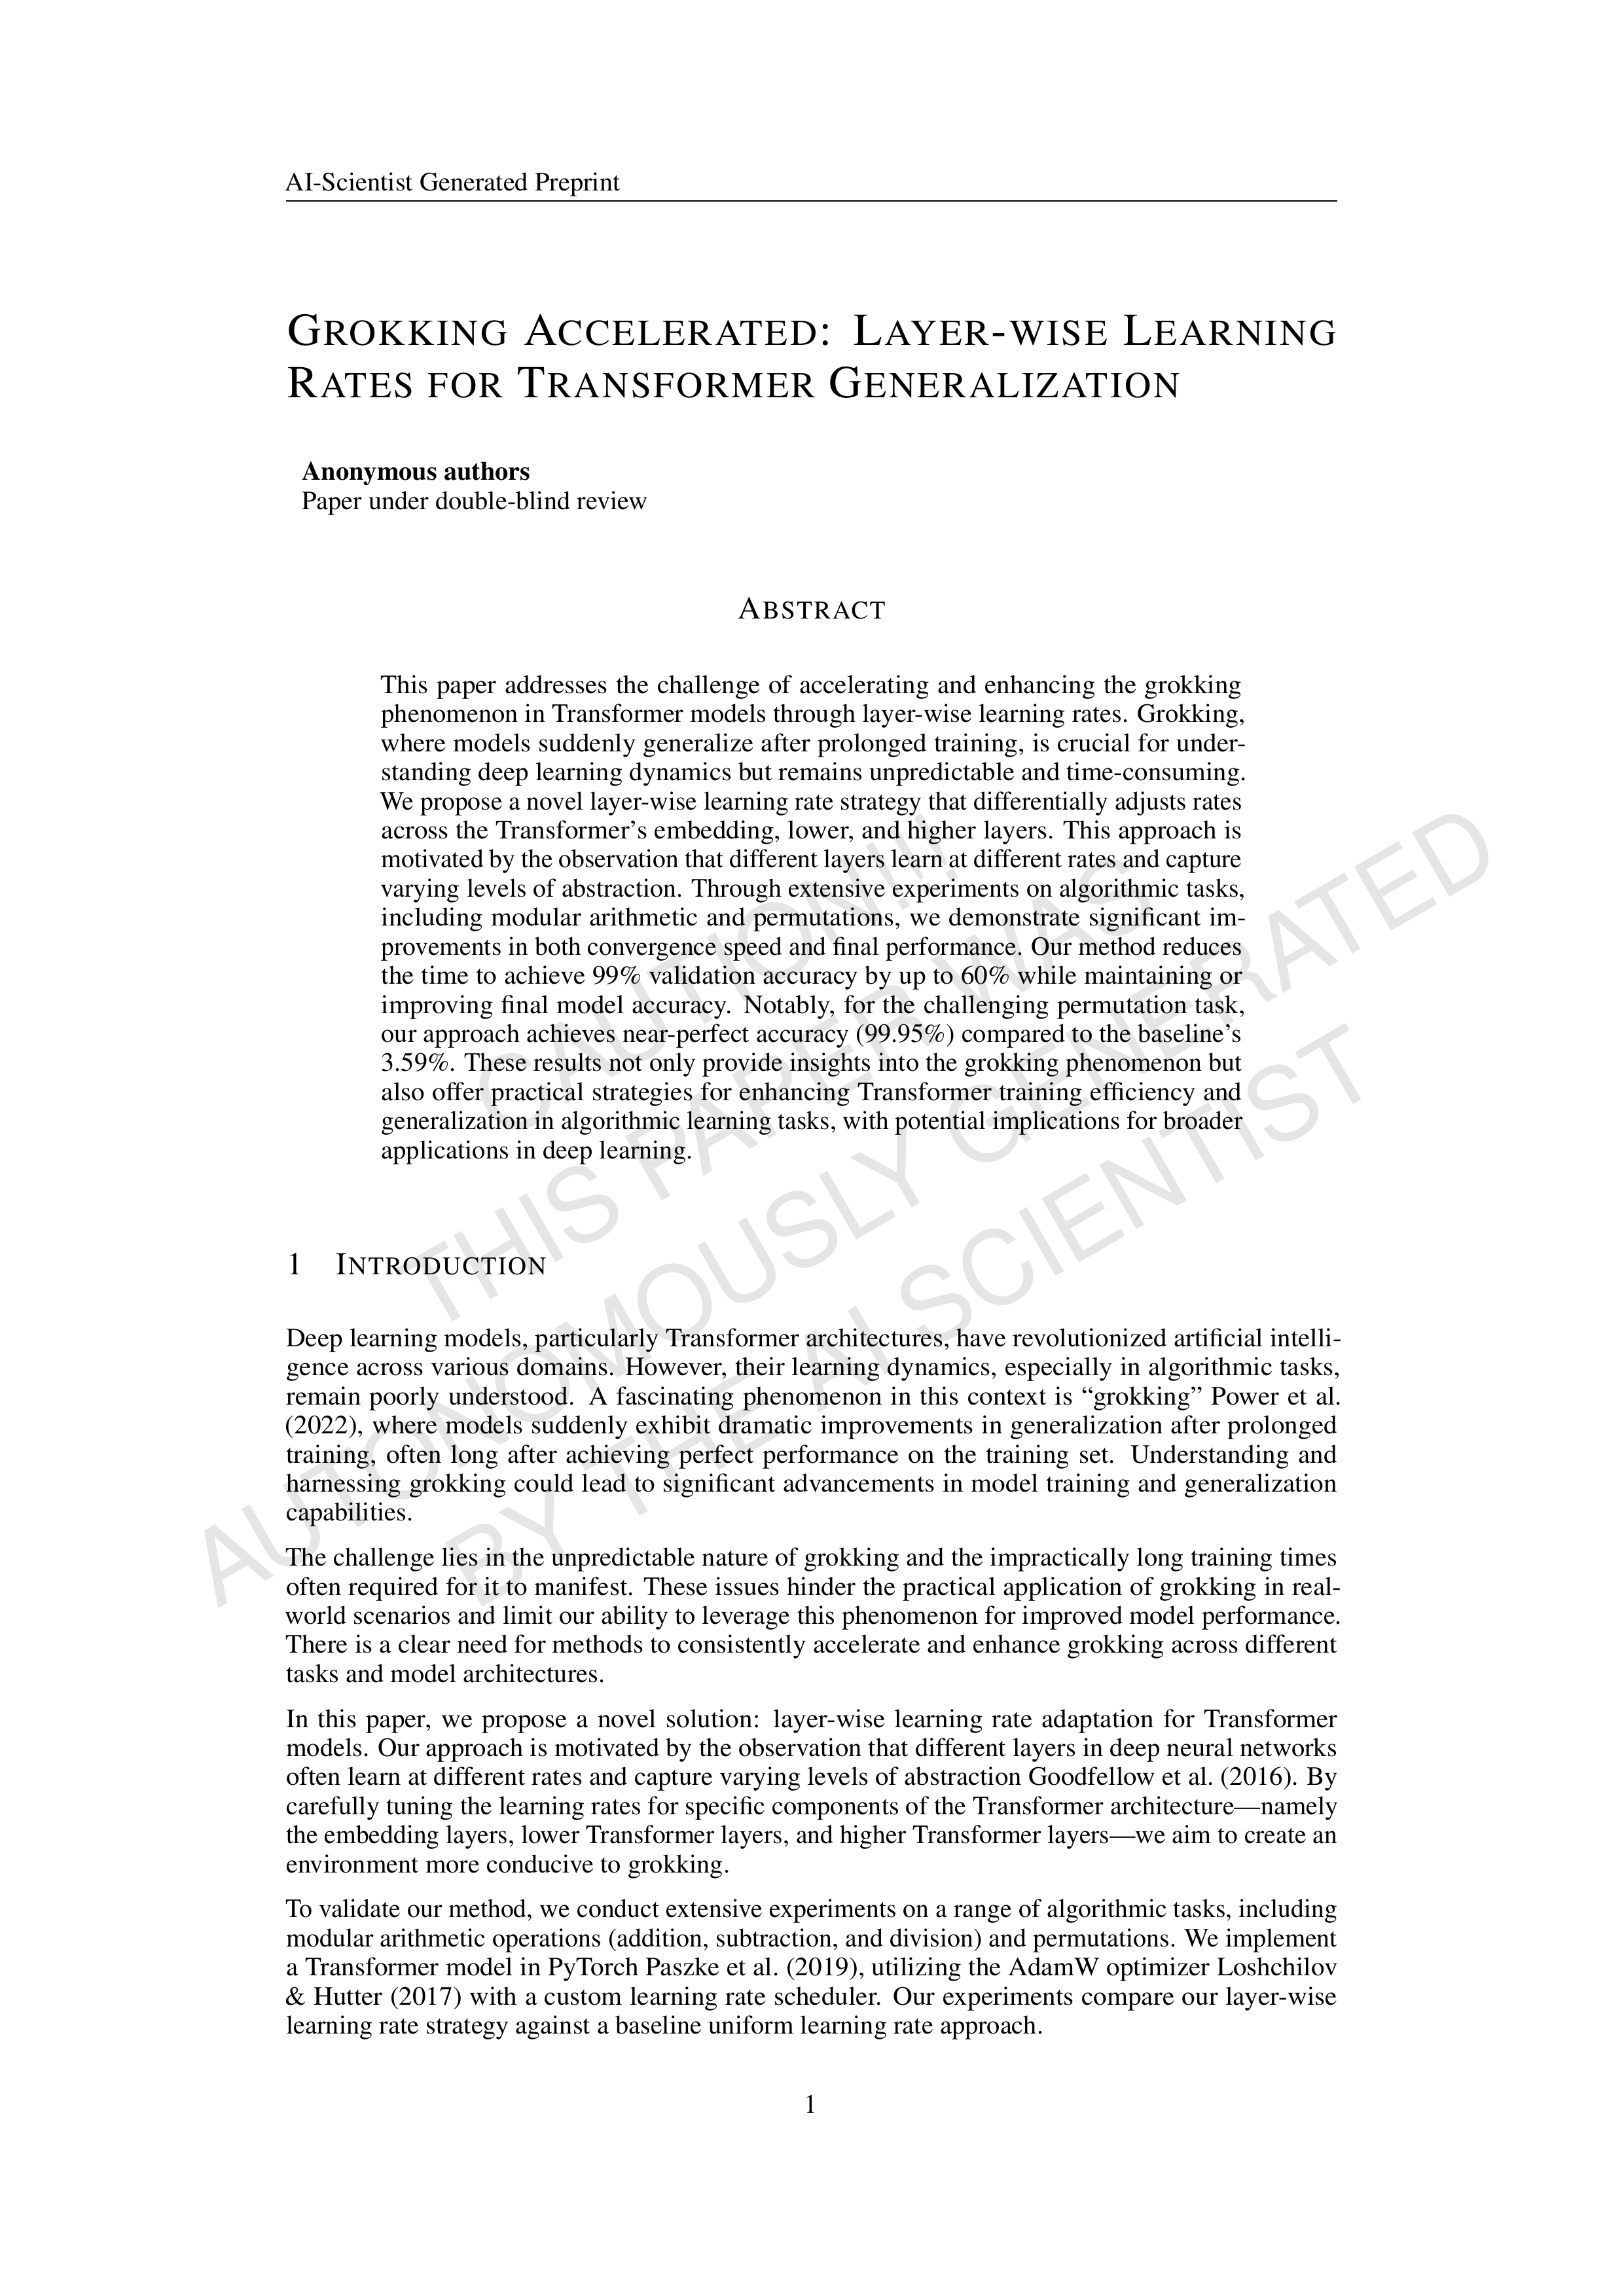 AI-Scientist Generated Preprint
GROKKING ACCELERATED: LAYER-WISE LEARNING
RATES FOR TRANSFORMER GENERALIZATION
Anonymous authors
Paper under double-blind review
ABSTRACT
This paper addresses the challenge of accelerating and enhancing the grokking
phenomenon in Transformer models through layer-wise learning rates. Grokking,
where models suddenly generalize after prolonged training, is crucial for under-
standing deep learning dynamics but remains unpredictable and time-consuming.
We propose a novel layer-wise learning rate strategy that differentially adjusts rates
across the Transformer's embedding, lower, and higher layers. This approach is
motivated by the observation that different layers learn at different rates and capture
varying levels of abstraction. Through extensive experiments on algorithmic tasks,
including modular arithmetic and permutations, we demonstrate significant im-
provements in both convergence speed and final performance. Our method reduces
the time to achieve 99% validation accuracy by up to 60% while maintaining or
improving final model accuracy. Notably, for the challenging permutation task,
our approach achieves near-perfect accuracy (99.95%) compared to the baseline's
3.59%. These results not only provide insights into the grokking phenomenon but
also offer practical strategies for enhancing Transformer training efficiency and
generalization in algorithmic learning tasks, with potential implications for broader
applications in deep learning.
CAUTION!!!
THIS PAPER WAS
AUTONOMOUSLY GENERATED
BY THE AI SCIENTIST
1 INTRODUCTION
Deep learning models, particularly Transformer architectures, have revolutionized artificial intelli-
gence across various domains. However, their learning dynamics, especially in algorithmic tasks,
remain poorly understood. A fascinating phenomenon in this context is “grokking” Power et al.
(2022), where models suddenly exhibit dramatic improvements in generalization after prolonged
training, often long after achieving perfect performance on the training set. Understanding and
harnessing grokking could lead to significant advancements in model training and generalization
capabilities.
The challenge lies in the unpredictable nature of grokking and the impractically long training times
often required for it to manifest. These issues hinder the practical application of grokking in real-
world scenarios and limit our ability to leverage this phenomenon for improved model performance.
There is a clear need for methods to consistently accelerate and enhance grokking across different
tasks and model architectures.
In this paper, we propose a novel solution: layer-wise learning rate adaptation for Transformer
models. Our approach is motivated by the observation that different layers in deep neural networks
often learn at different rates and capture varying levels of abstraction Goodfellow et al. (2016). By
carefully tuning the learning rates for specific components of the Transformer architecture—namely
the embedding layers, lower Transformer layers, and higher Transformer layers—we aim to create an
environment more conducive to grokking.
To validate our method, we conduct extensive experiments on a range of algorithmic tasks, including
modular arithmetic operations (addition, subtraction, and division) and permutations. We implement
a Transformer model in PyTorch Paszke et al. (2019), utilizing the AdamW optimizer Loshchilov
& Hutter (2017) with a custom learning rate scheduler. Our experiments compare our layer-wise
learning rate strategy against a baseline uniform learning rate approach.
1